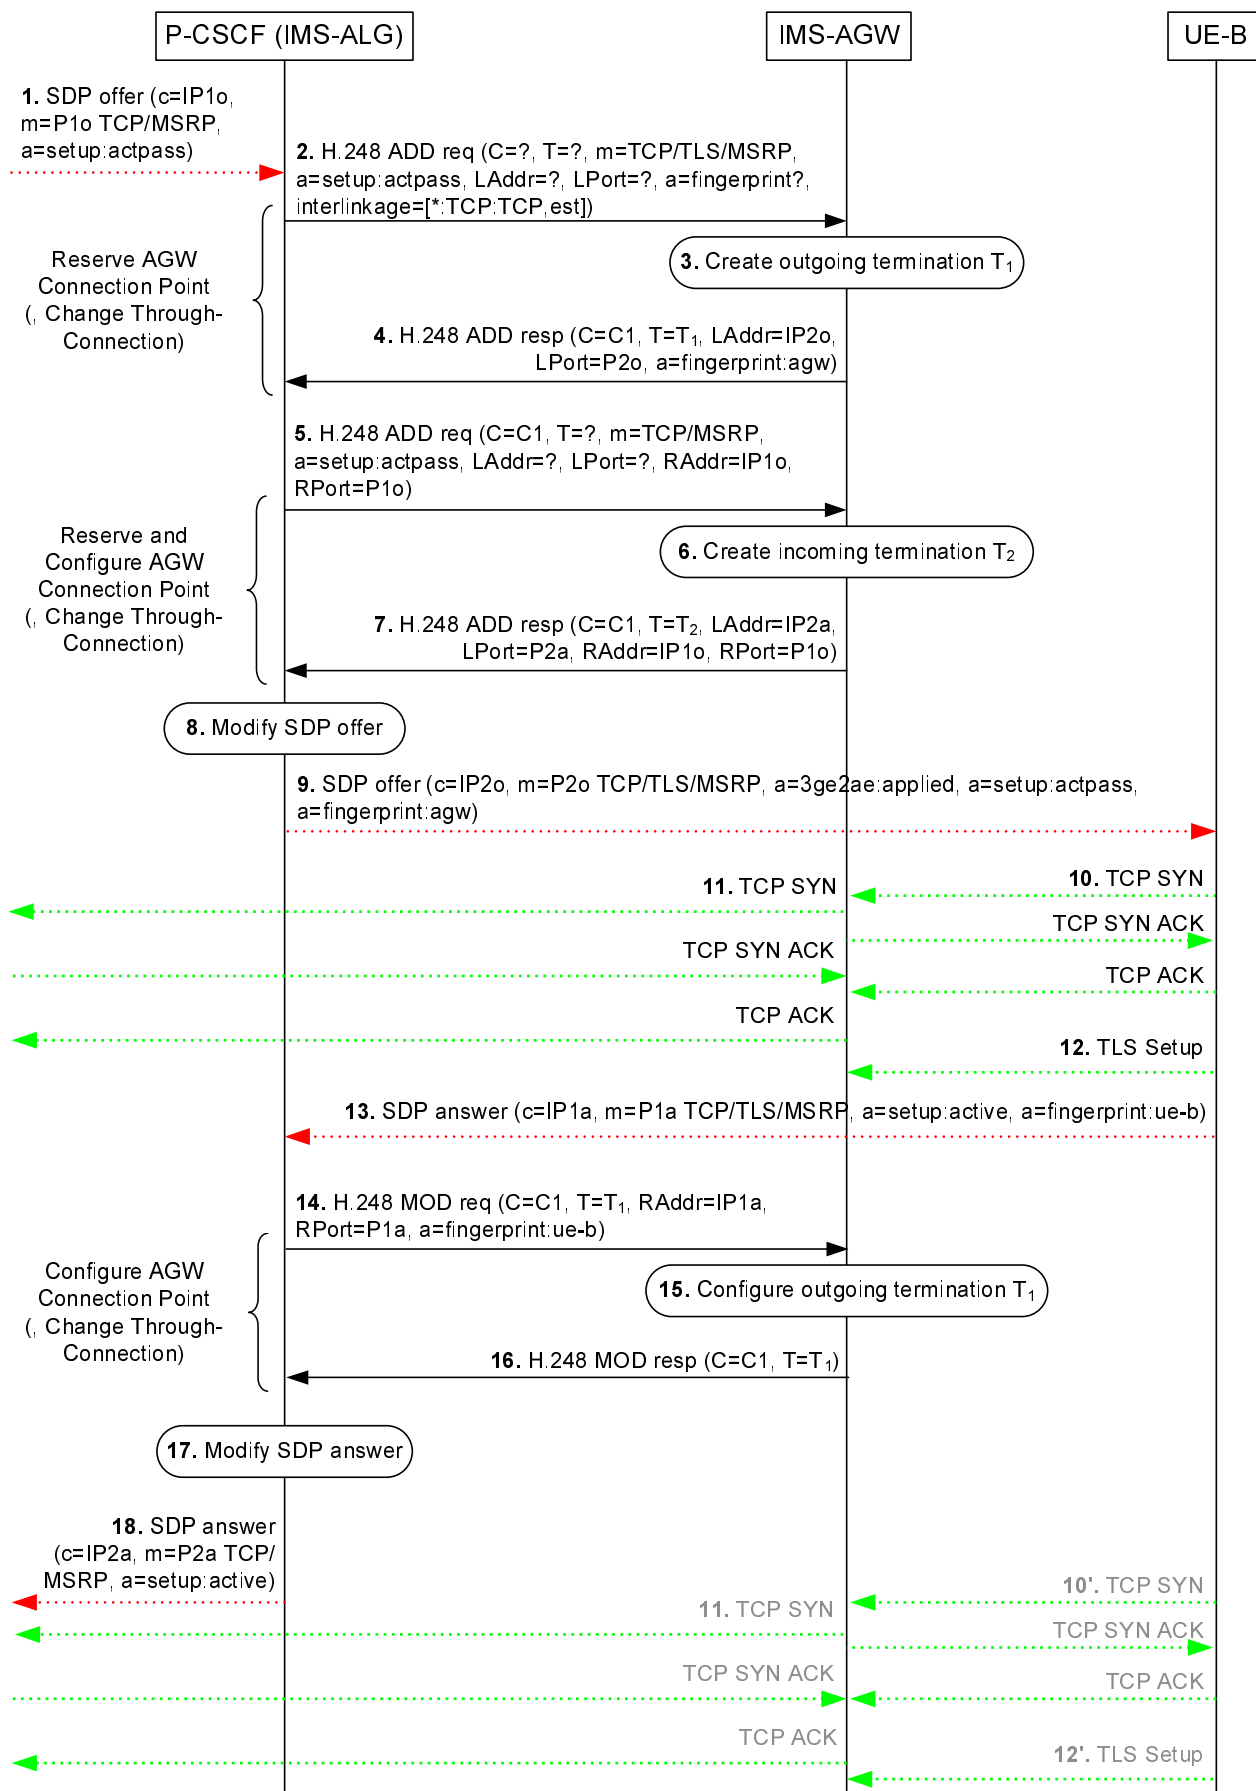 P-CSCF (IMS-ALG)
IMS-AGW
UE-B
1. SDP offer (c=IP1o,
m=P1o TCP/MSRP,
a=setup:actpass)
2. H.248 ADD req (C=?, T=?, m=TCP/TLS/MSRP,
a=setup:actpass, LAddr=?, LPort=?, a=fingerprint?,
interlinkage=[*:TCP:TCP,est])
Reserve AGW
Connection Point
(, Change Through-
Connection)
3. Create outgoing termination T1
4. H.248 ADD resp (C=C1, T=T1, LAddr=IP2o,
LPort=P2o, a=fingerprint:agw)
5. H.248 ADD req (C=C1, T=?, m=TCP/MSRP,
a=setup:actpass, LAddr=?, LPort=?, RAddr=IP1o,
RPort=P1o)
Reserve and
Configure AGW
Connection Point
(, Change Through-
Connection)
6. Create incoming termination T2
7. H.248 ADD resp (C=C1, T=T2, LAddr=IP2a,
LPort=P2a, RAddr=IP1o, RPort=P1o)
8. Modify SDP offer
9. SDP offer (c=IP2o, m=P2o TCP/TLS/MSRP, a=3ge2ae:applied, a=setup:actpass,
a=fingerprint:agw)
10. TCP SYN
11. TCP SYN
TCP SYN ACK
TCP SYN ACK
TCP ACK
TCP ACK
12. TLS Setup
13. SDP answer (c=IP1a, m=P1a TCP/TLS/MSRP, a=setup:active, a=fingerprint:ue-b)
14. H.248 MOD req (C=C1, T=T1, RAddr=IP1a,
RPort=P1a, a=fingerprint:ue-b)
Configure AGW
Connection Point
(, Change Through-
Connection)
15. Configure outgoing termination T1
16. H.248 MOD resp (C=C1, T=T1)
17. Modify SDP answer
18. SDP answer
(c=IP2a, m=P2a TCP/
MSRP, a=setup:active)
10'. TCP SYN
11. TCP SYN
TCP SYN ACK
TCP SYN ACK
TCP ACK
TCP ACK
12'. TLS Setup